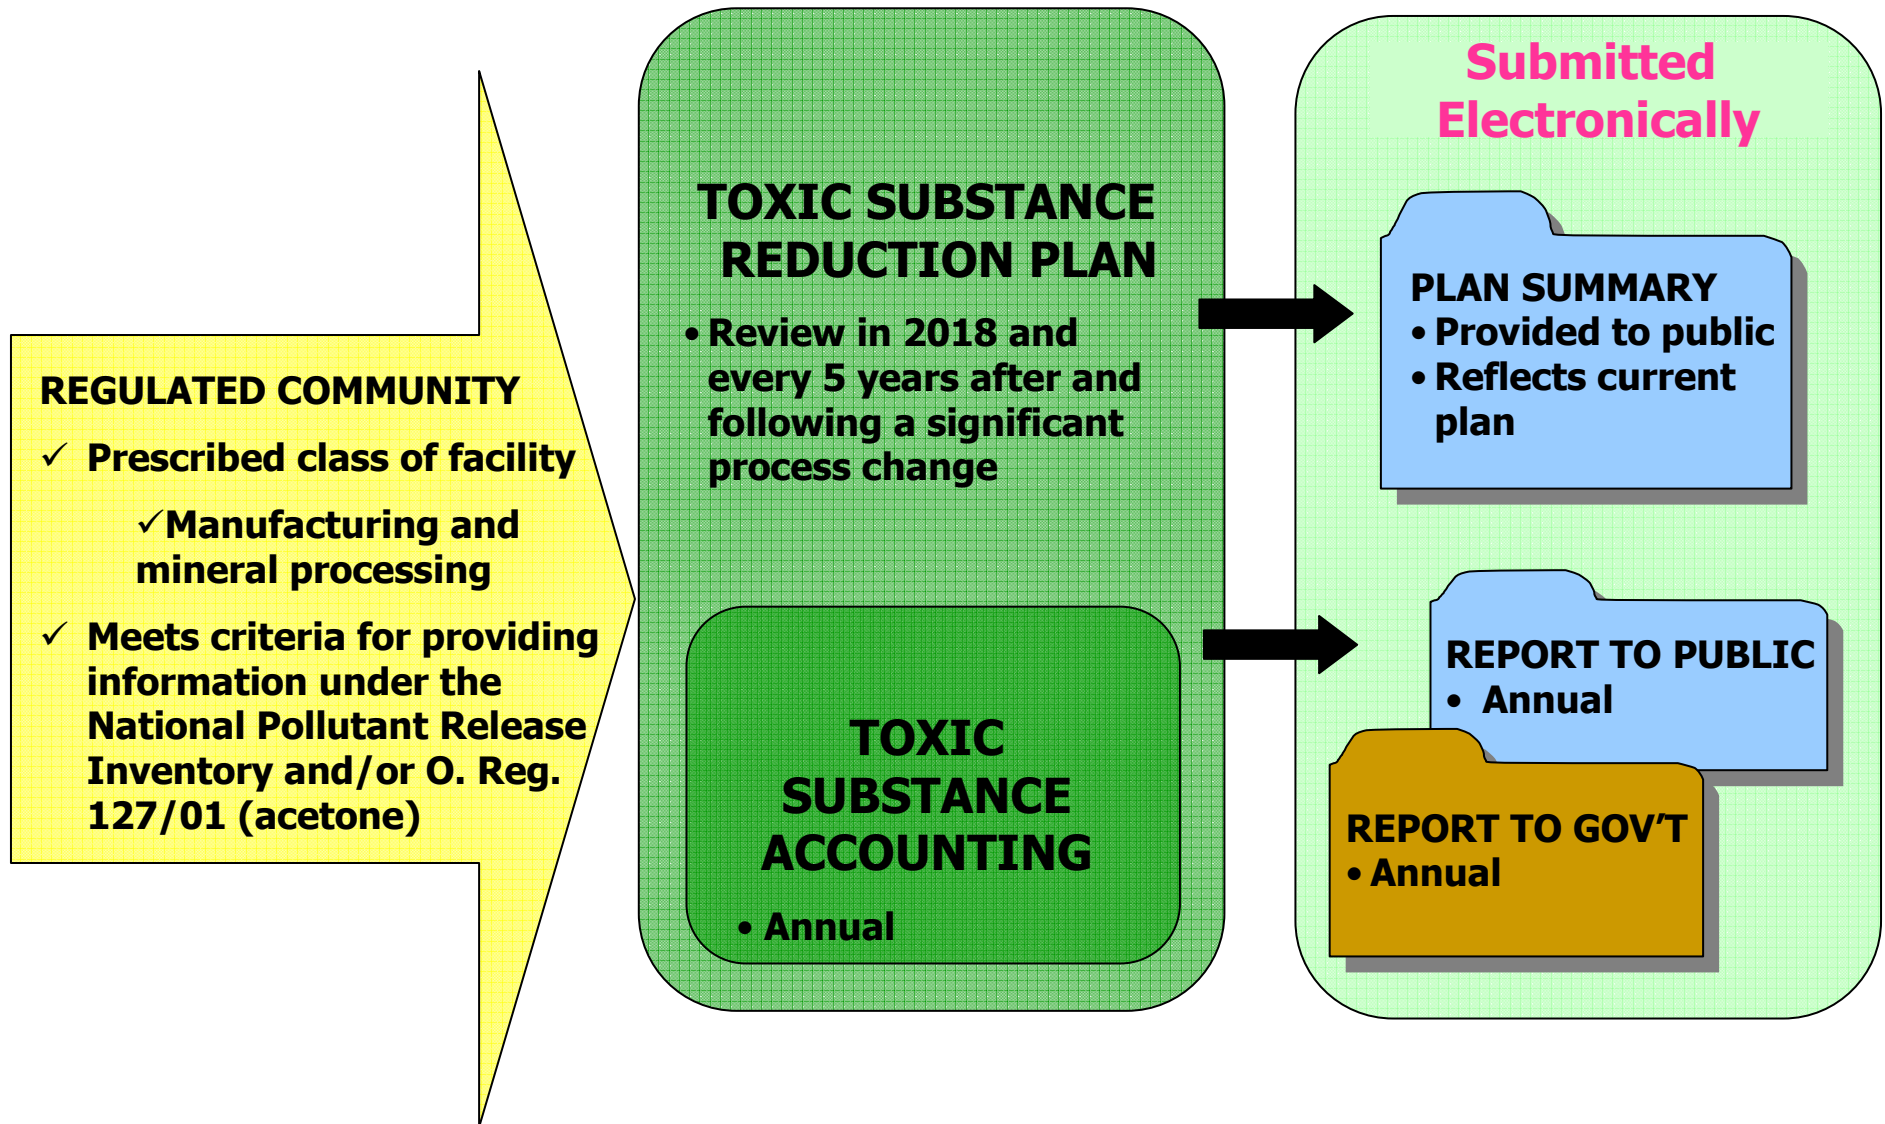 REGULATED COMMUNITY
✓ Prescribed class of facility
✓Manufacturing and
mineral processing
✓ Meets criteria for providing
information under the
National Pollutant Release
Inventory and/or O. Reg.
127/01 (acetone)
TOXIC SUBSTANCE
REDUCTION PLAN
• Review in 2018 and
every 5 years after and
following a significant
process change
TOXIC
SUBSTANCE
ACCOUNTING
• Annual
Submitted
Electronically
PLAN SUMMARY
• Provided to public
• Reflects current
plan
REPORT TO PUBLIC
• Annual
REPORT TO GOV’T
• Annual